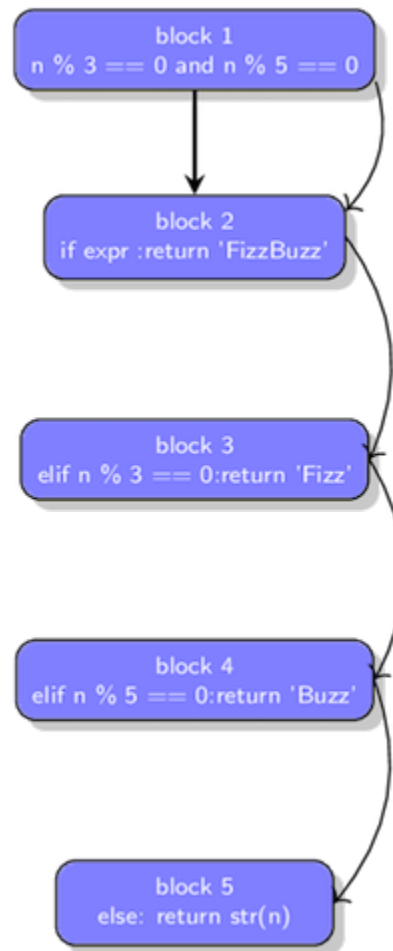 block 1
n % 3 == 0 and n % 5 == 0
block 2
if expr :return 'FizzBuzz'
block 3
elif n % 3 == 0:return 'Fizz'
block 4
elif n % 5 == 0:return 'Buzz'
block 5
else: return str(n)